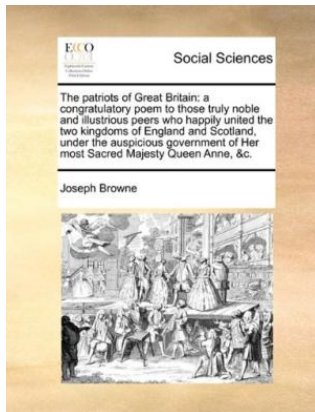 ECCO
Social Sciences
The patriots of Great Britain: a
congratulatory poem to those truly noble
and illustrious peers who happily united the
two kingdoms of England and Scotland,
under the auspicious government of Her
most Sacred Majesty Queen Anne, &c.
Joseph Browne